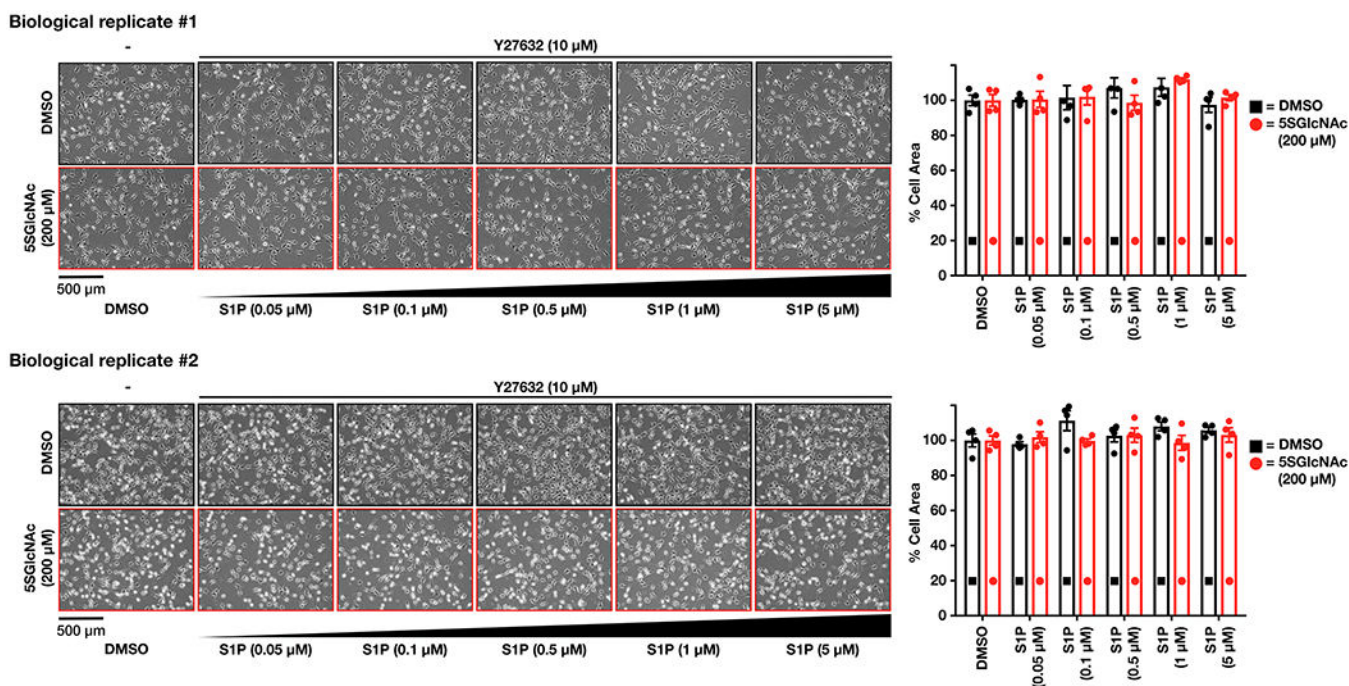 Biological replicate #1
-
Y27632 (10 µM)
DMSO
5SGlcNAc
(200 µM)
500 µm
DMSO
S1P (0.05 µM)
S1P (0.1 µM)
S1P (0.5 µM)
S1P (1 µM)
S1P (5 µM)
% Cell Area
100
80
60
40
20
0
DMSO
S1P
(0.05 µM)
S1P
(0.1 µM)
S1P
(0.5 µM)
S1P
(1 µM)
S1P
(5 µM)
= DMSO
= 5SGlcNAc
(200 µM)
Biological replicate #2
-
Y27632 (10 µM)
DMSO
5SGlcNAc
(200 µM)
500 µm
DMSO
S1P (0.05 µM)
S1P (0.1 µM)
S1P (0.5 µM)
S1P (1 µM)
S1P (5 µM)
% Cell Area
100
80
60
40
20
0
DMSO
S1P
(0.05 µM)
S1P
(0.1 µM)
S1P
(0.5 µM)
S1P
(1 µM)
S1P
(5 µM)
= DMSO
= 5SGlcNAc
(200 µM)